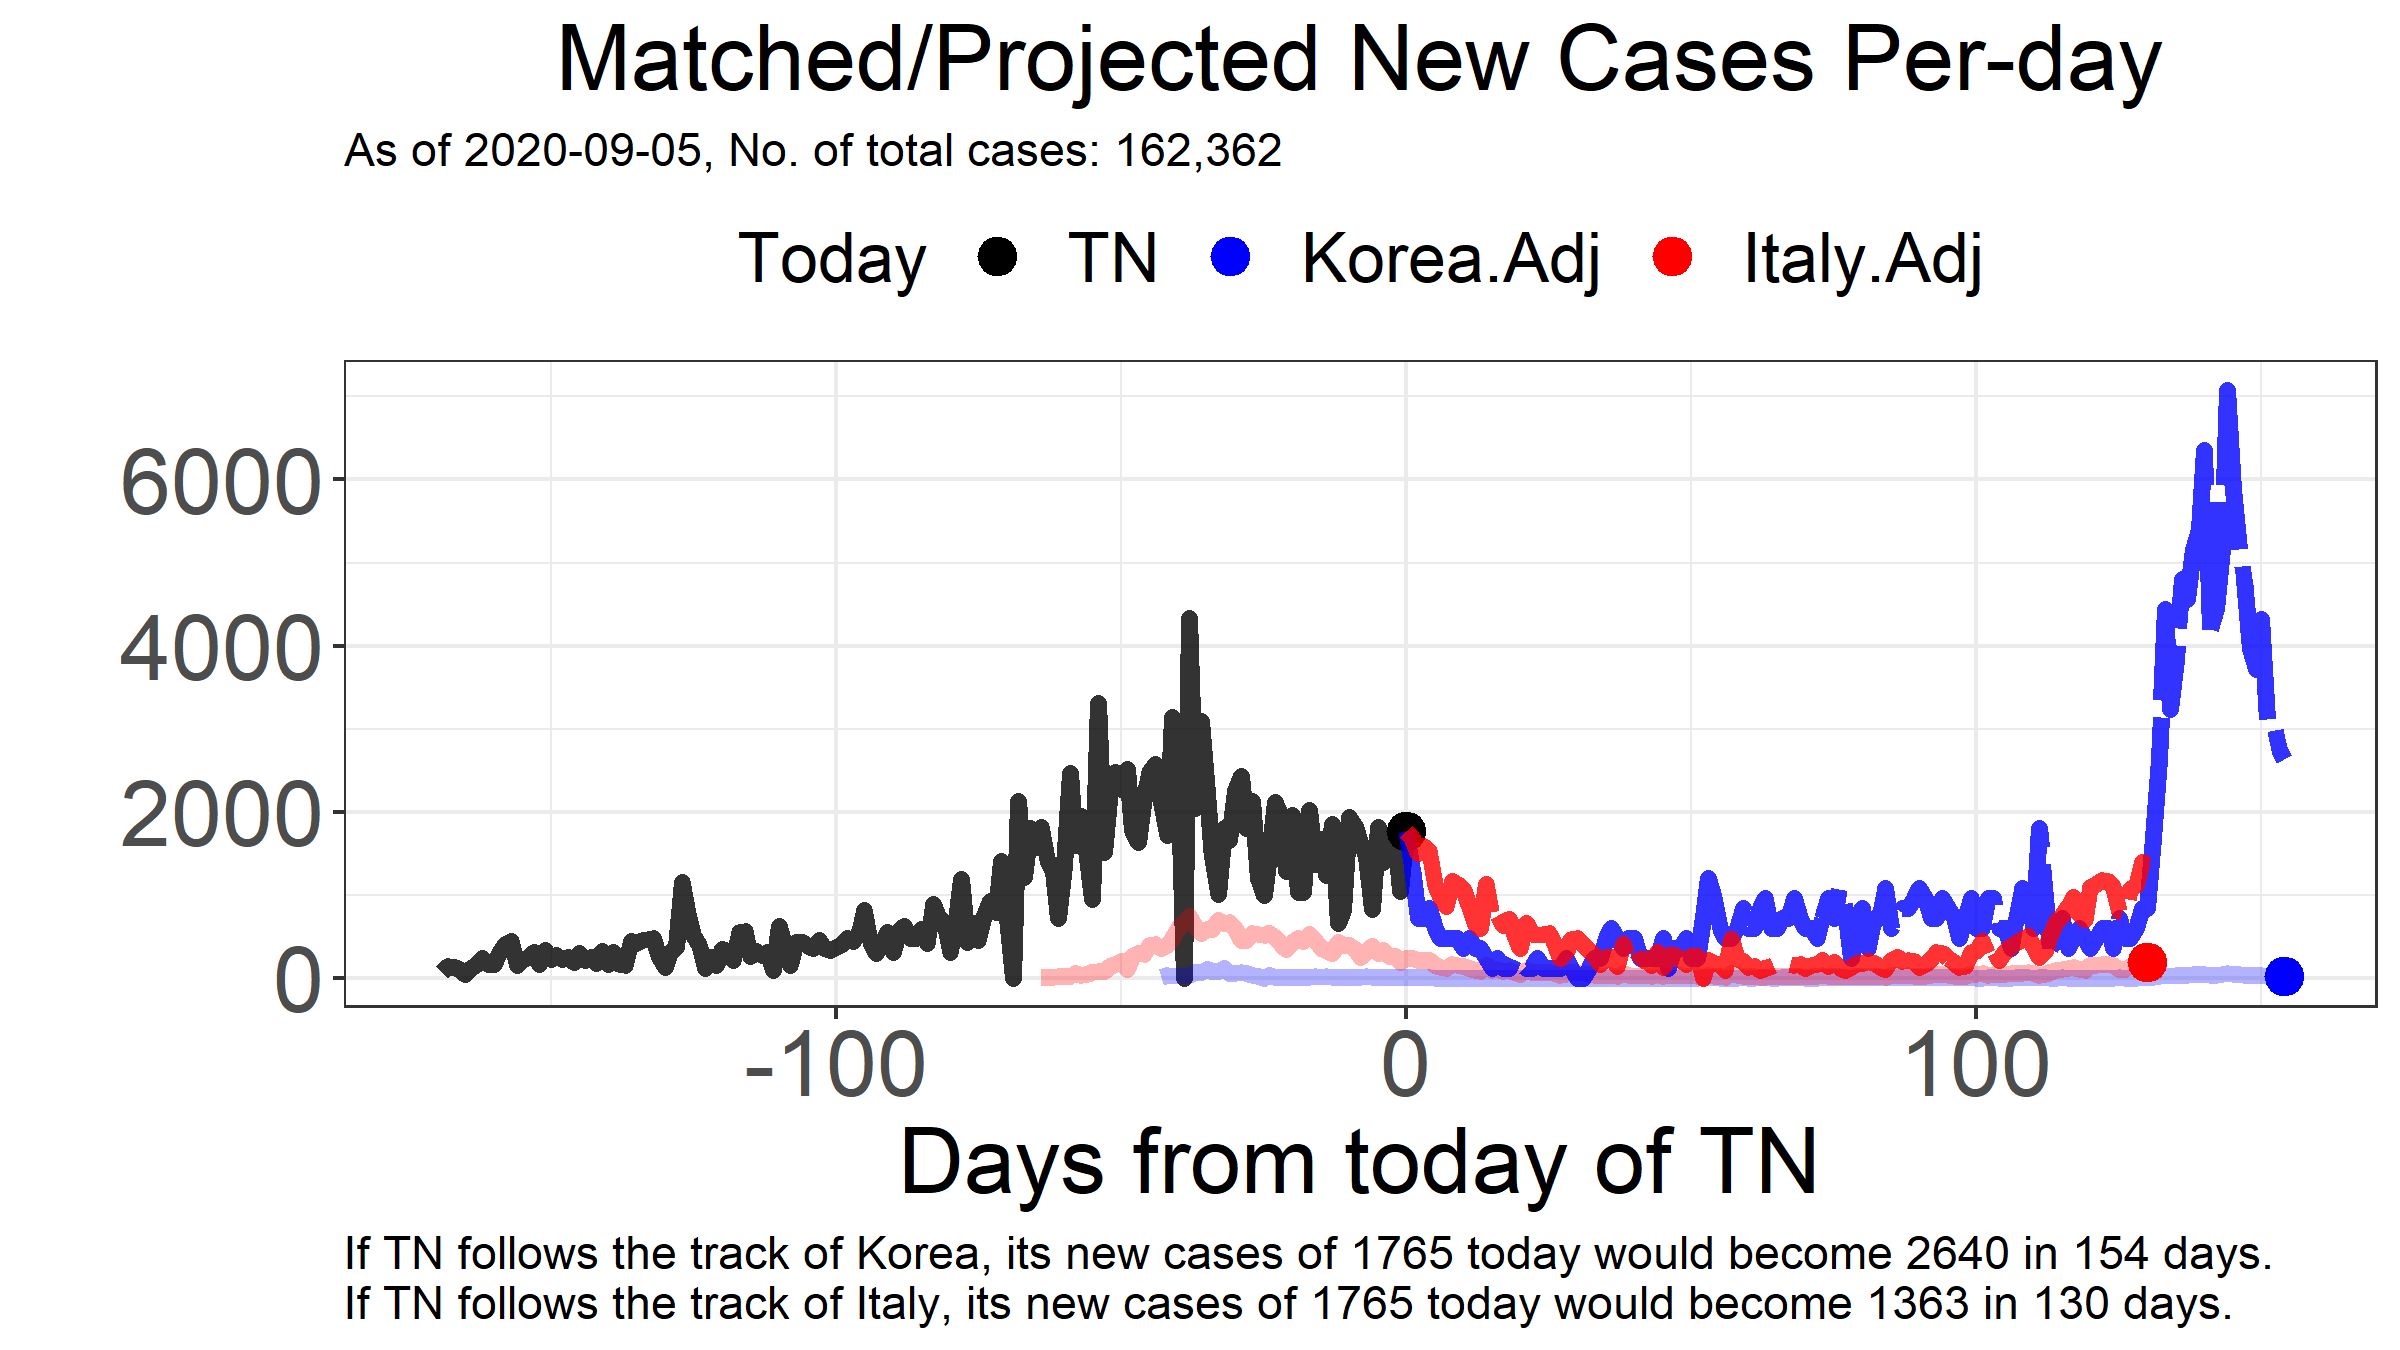 Matched/Projected New Cases Per-day
As of 2020-09-05, No. of total cases: 162,362
Today TN Korea.Adj Italy.Adj
6000
4000
2000
0
-100 0 100
Days from today of TN
If TN follows the track of Korea, its new cases of 1765 today would become 2640 in 154 days.
If TN follows the track of Italy, its new cases of 1765 today would become 1363 in 130 days.